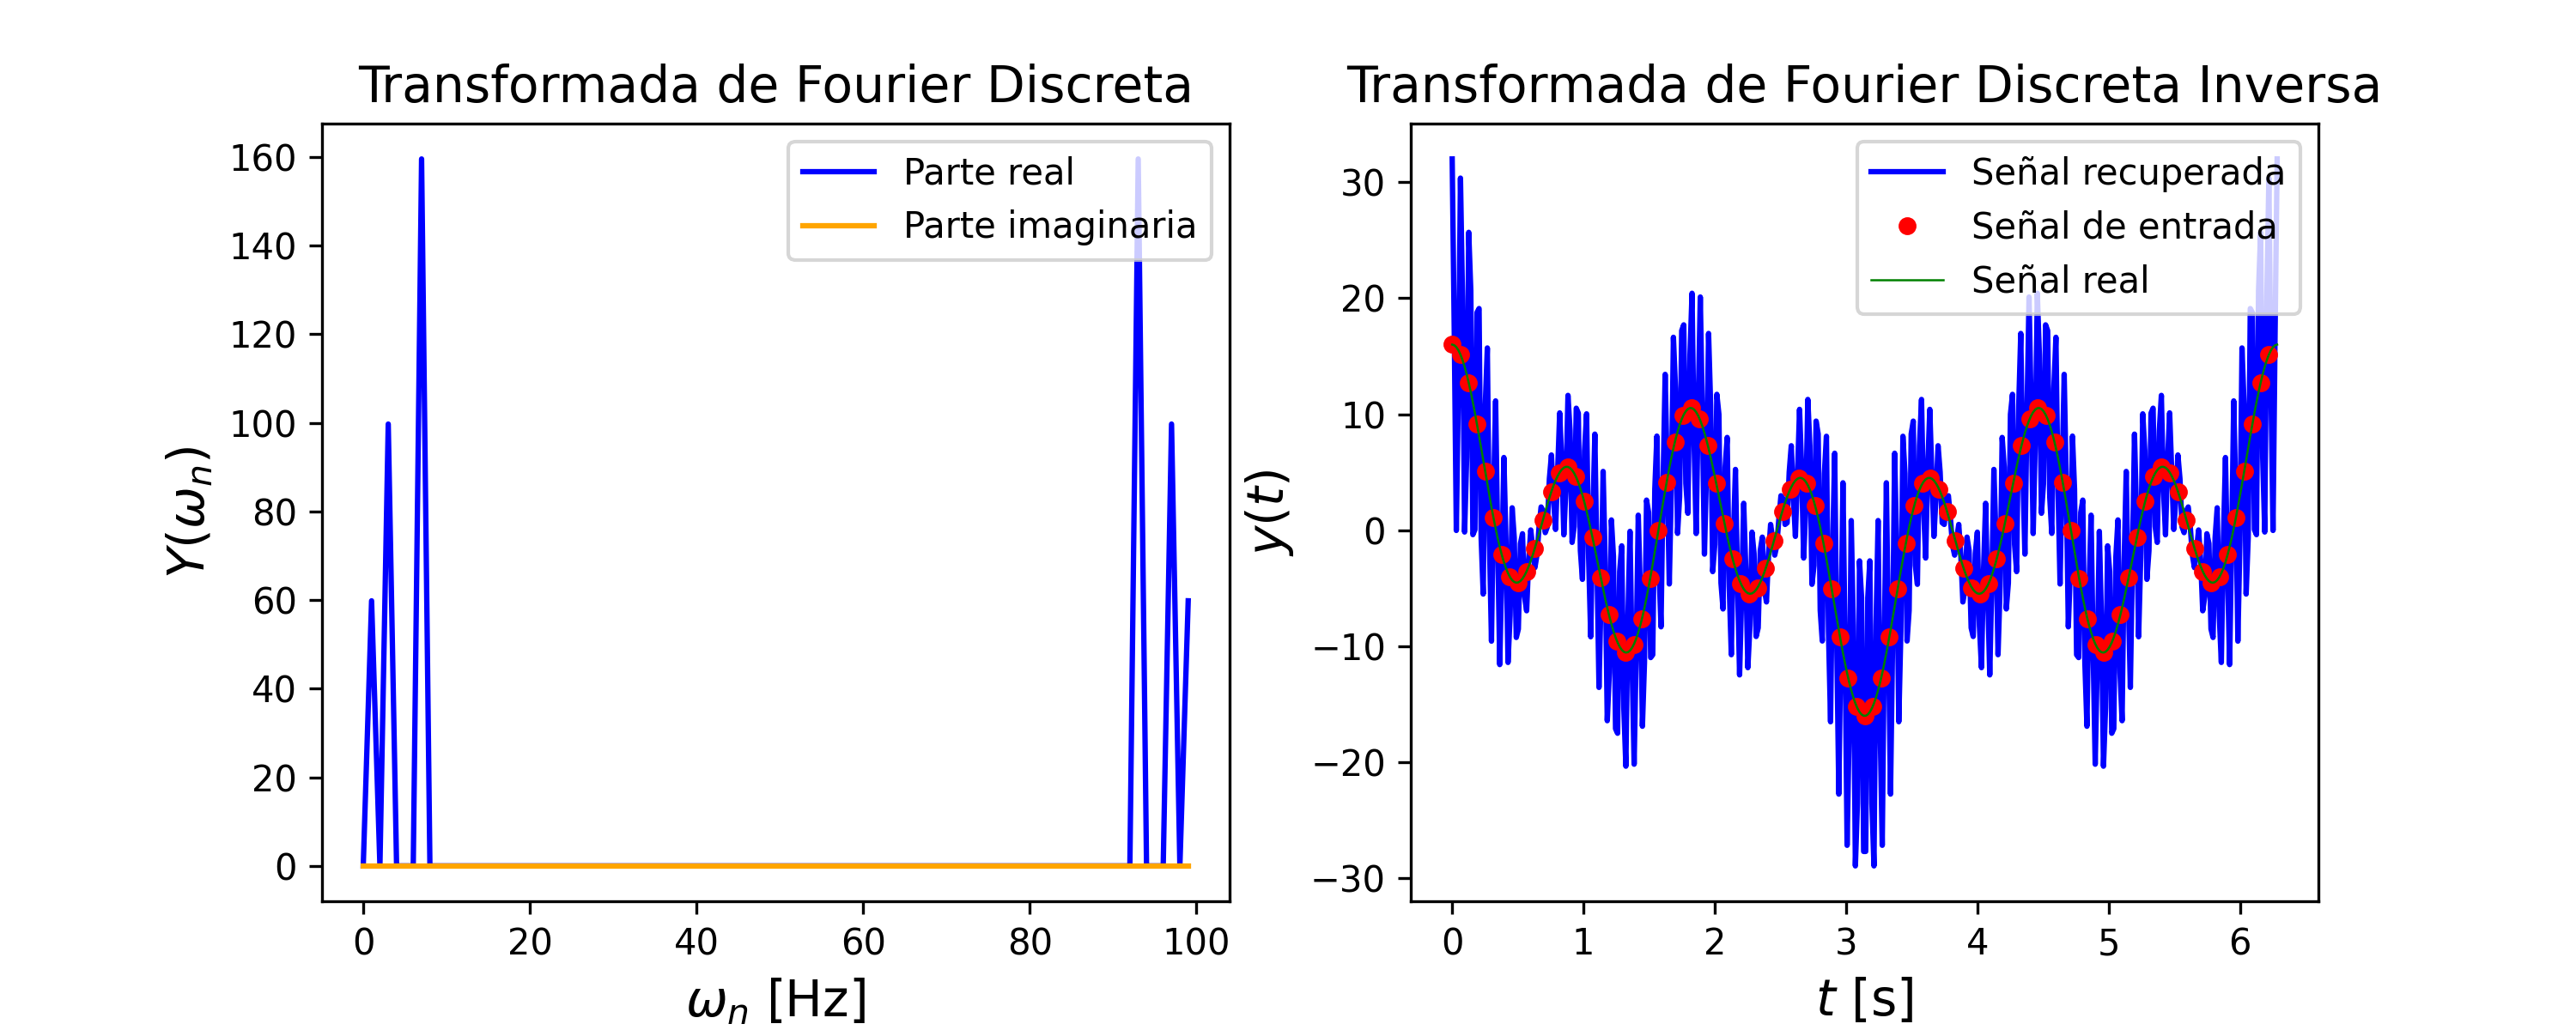 Transformada de Fourier Discreta
Y(ωₙ)
160
140
120
100
80
60
40
20
0
Parte real
Parte imaginaria
0 20 40 60 80 100
ωₙ [Hz]
Transformada de Fourier Discreta Inversa
y(t)
30
20
10
0
−10
−20
−30
Señal recuperada
Señal de entrada
Señal real
0 1 2 3 4 5 6
t [s]